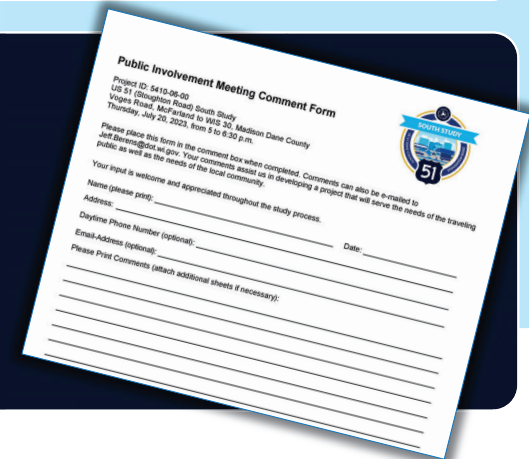 Public Involvement Meeting Comment Form
Project ID: 5410-06-00
US 51 (Stoughton Road) South Study
Voges Road, McFarland to WIS 30, Madison Dane County
Thursday, July 20, 2023, from 5 to 6:30 p.m.
SOUTH STUDY
51
Please place this form in the comment box when completed. Comments can also be e-mailed to
Jeff.Berens@dot.wi.gov. Your comments assist us in developing a project that will serve the needs of the traveling
public as well as the needs of the local community.
Your input is welcome and appreciated throughout the study process.
Name (please print):
Date:
Address:
Daytime Phone Number (optional):
Email-Address (optional):
Please Print Comments (attach additional sheets if necessary):